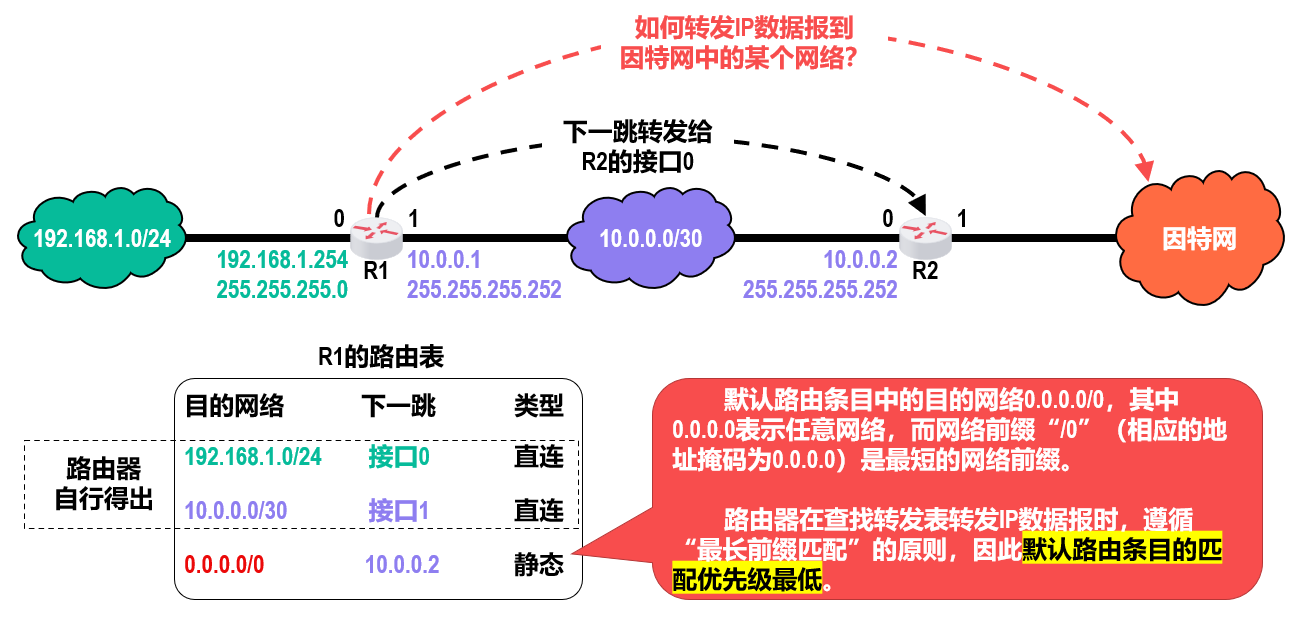 如何转发IP数据报到
因特网中的某个网络?
下一跳转发给
R2的接口0
0
1
0
1
192.168.1.0/24
10.0.0.0/30
因特网
192.168.1.254
255.255.255.0
R1
10.0.0.1
255.255.255.252
10.0.0.2
255.255.255.252
R2
R1的路由表
目的网络 下一跳 类型
路由器
自行得出
192.168.1.0/24 接口0 直连
10.0.0.0/30 接口1 直连
0.0.0.0/0 10.0.0.2 静态
默认路由条目中的目的网络0.0.0.0/0，其中
0.0.0.0表示任意网络，而网络前缀“/0”（相应的地
址掩码为0.0.0.0）是最短的网络前缀。
路由器在查找转发表转发IP数据报时，遵循
“最长前缀匹配”的原则，因此默认路由条目的匹
配优先级最低。